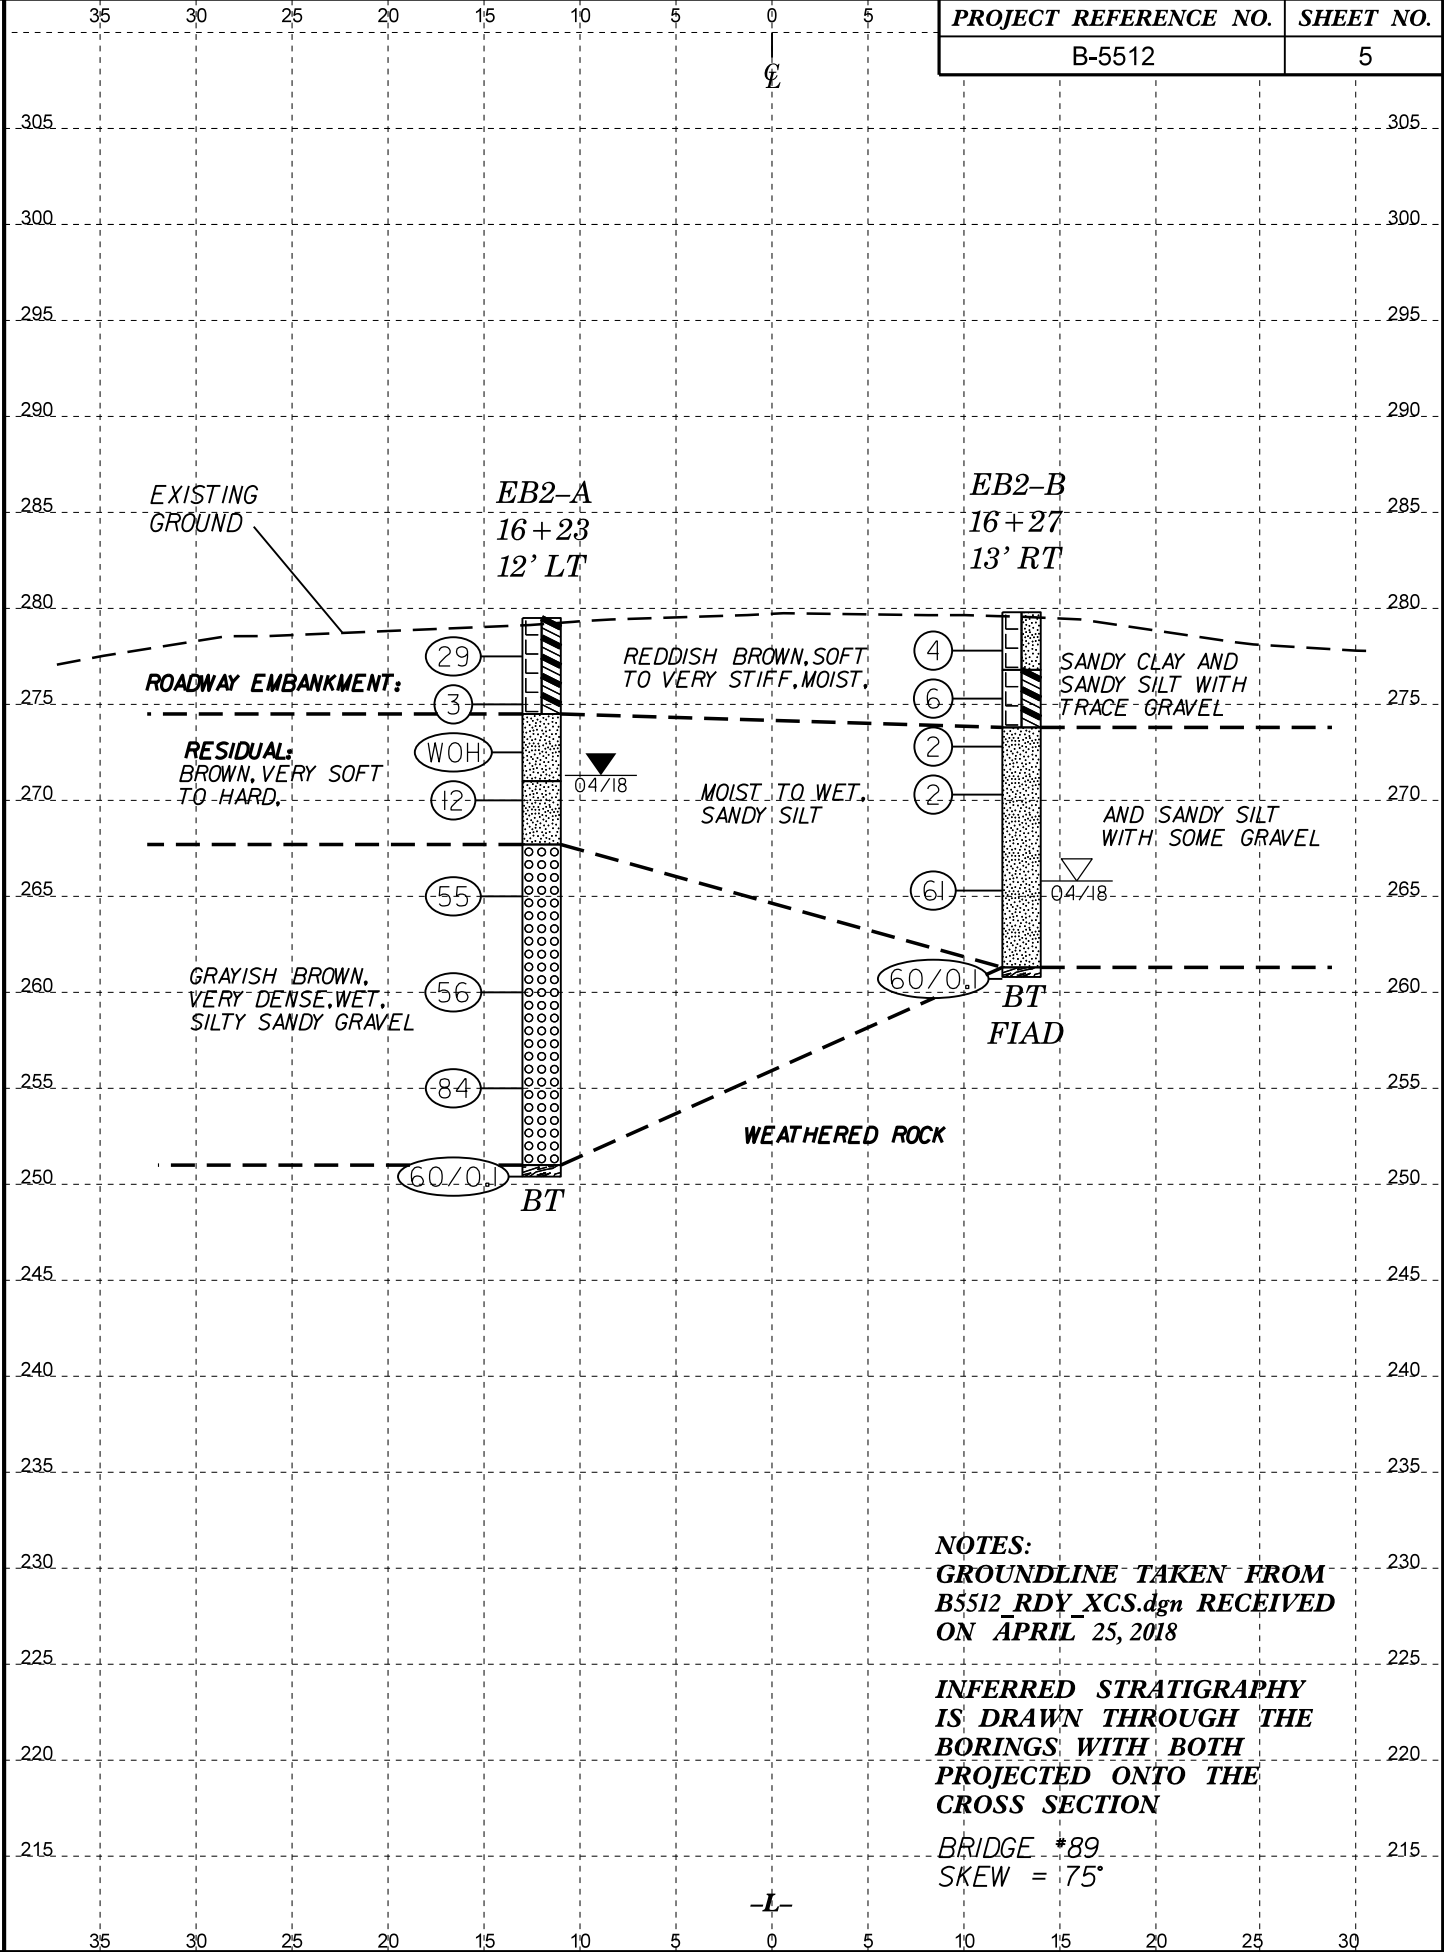 35 30 25 20 15 10 5 0 5
PROJECT REFERENCE NO. SHEET NO.
B-5512 5
℄
305 305
300 300
295 295
290 290
285 285
EXISTING
GROUND
EB2-A
16+23
12' LT
EB2-B
16+27
13' RT
280 280
29
REDDISH BROWN, SOFT
TO VERY STIFF, MOIST,
4
SANDY CLAY AND
SANDY SILT WITH
TRACE GRAVEL
ROADWAY EMBANKMENT:
3
6
275 275
RESIDUAL:
BROWN, VERY SOFT
TO HARD,
WOH
04/18
2
270 270
12
MOIST TO WET,
SANDY SILT
2
AND SANDY SILT
WITH SOME GRAVEL
265 265
55
61
04/18
GRAYISH BROWN,
VERY DENSE, WET,
SILTY SANDY GRAVEL
56
60/0.1
BT
FIAD
260 260
255 255
84
WEATHERED ROCK
250 250
60/0.1
BT
245 245
240 240
235 235
230 230
NOTES:
GROUNDLINE TAKEN FROM
B5512_RDY_XCS.dgn RECEIVED
ON APRIL 25, 2018
225 225
INFERRED STRATIGRAPHY
IS DRAWN THROUGH THE
BORINGS WITH BOTH
PROJECTED ONTO THE
CROSS SECTION
220 220
BRIDGE #89
SKEW = 75°
215 215
-L-
35 30 25 20 15 10 5 0 5 10 15 20 25 30